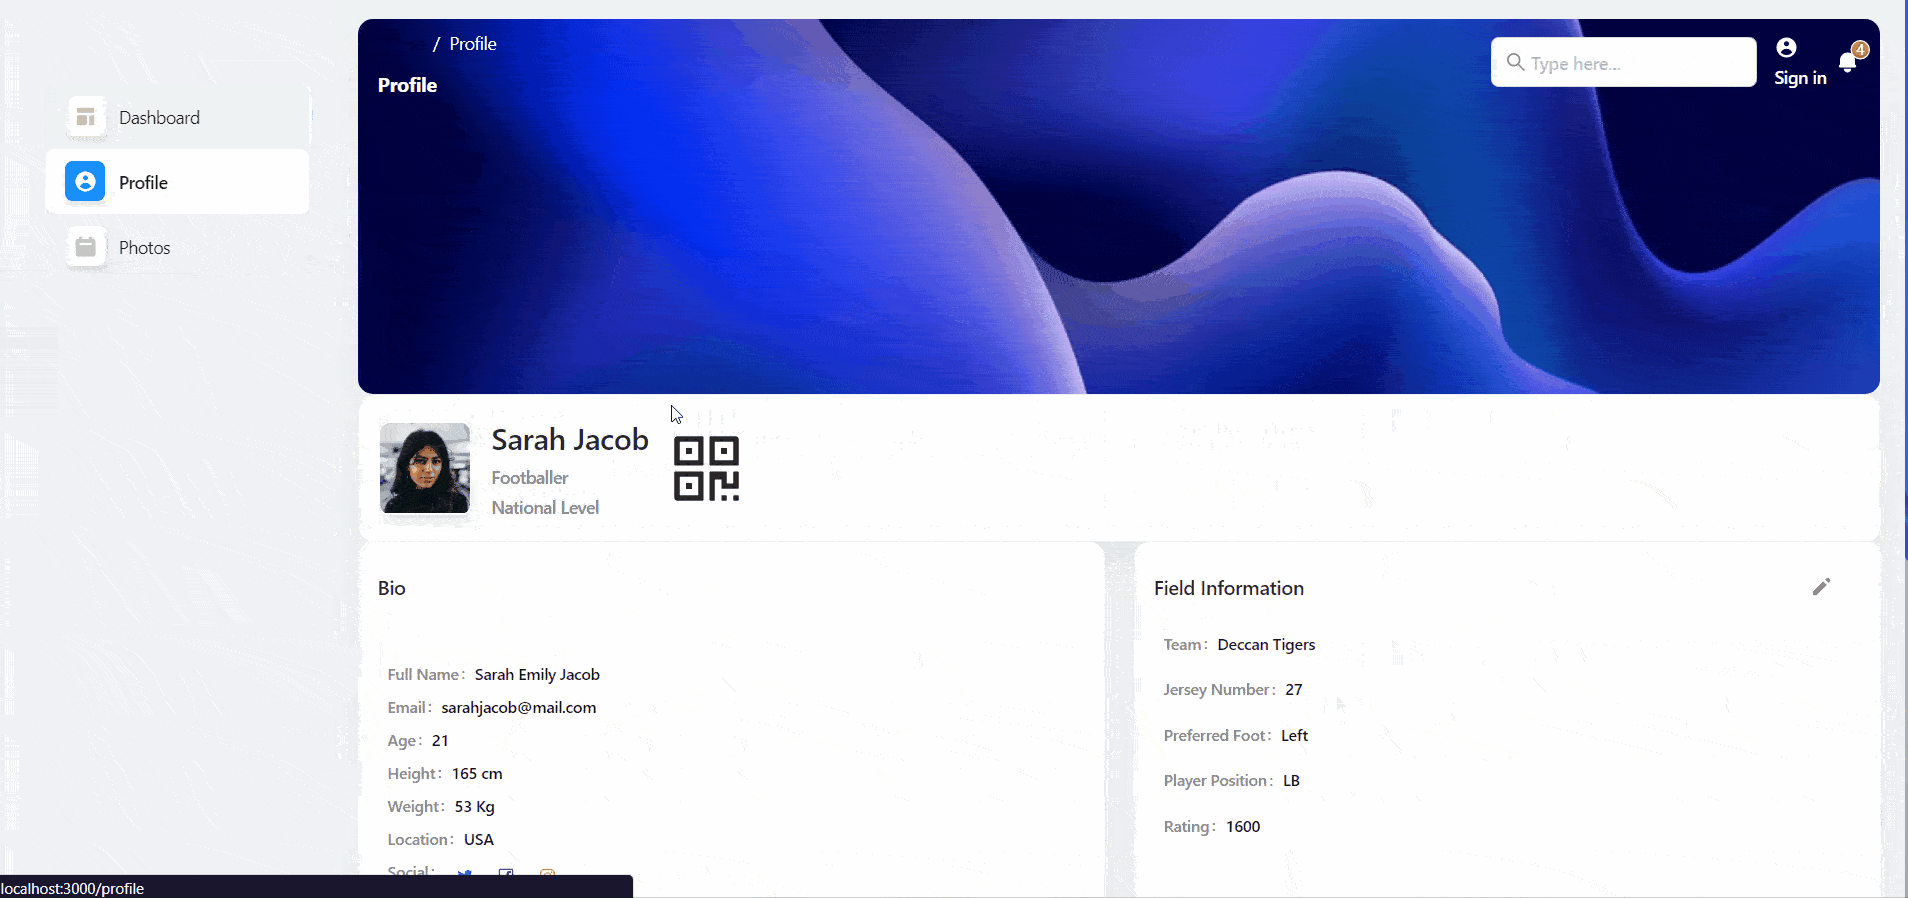 / Profile
Profile
Type here...
Sign in
4
Dashboard
Profile
Photos
Sarah Jacob
Footballer
National Level
Bio
Full Name: Sarah Emily Jacob
Email: sarahjacob@mail.com
Age: 21
Height: 165 cm
Weight: 53 Kg
Location: USA
Social:
Field Information
Team: Deccan Tigers
Jersey Number: 27
Preferred Foot: Left
Player Position: LB
Rating: 1600
localhost:3000/profile